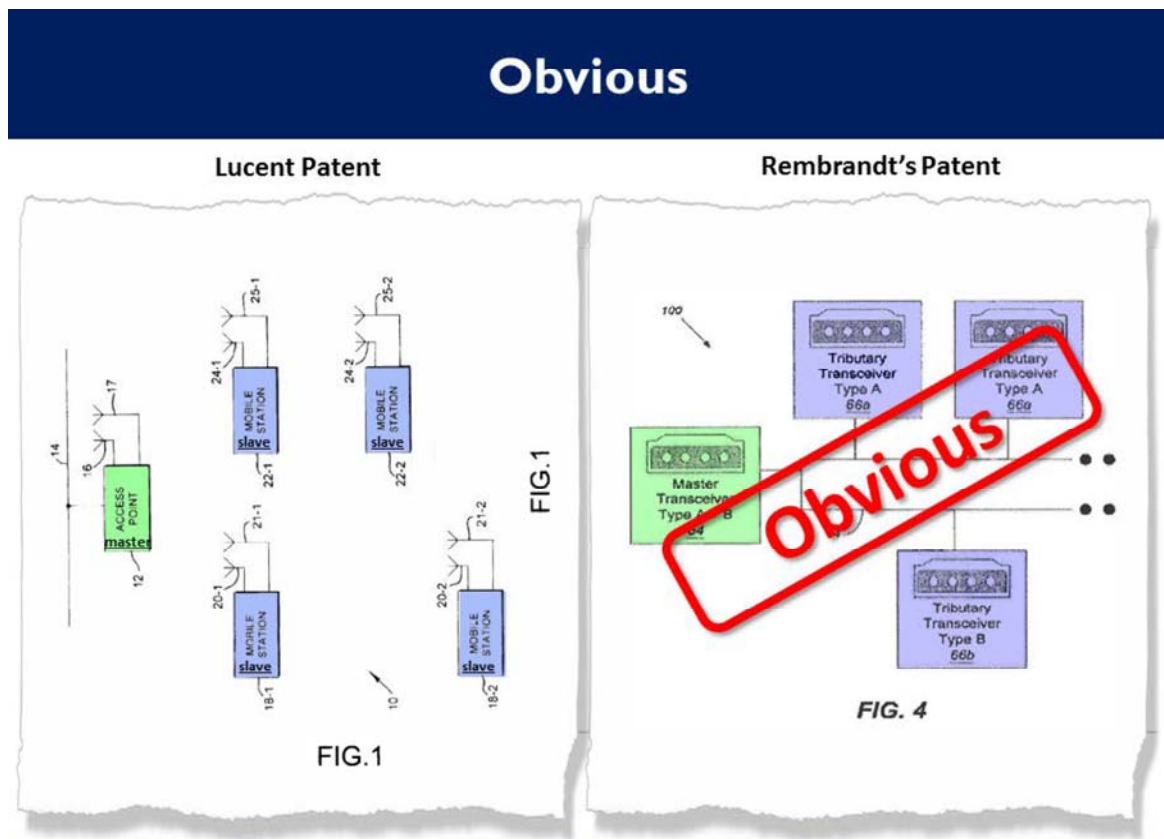 Obvious
Lucent Patent
Rembrandt's Patent
14
16
17
ACCESS
POINT
master
12
24-1
25-1
MOBILE
STATION
slave
22-1
24-2
25-2
MOBILE
STATION
slave
22-2
20-1
21-1
MOBILE
STATION
slave
18-1
20-2
21-2
MOBILE
STATION
slave
18-2
10
FIG.1
FIG.1
100
Tributary
Transceiver
Type A
66a
Tributary
Transceiver
Type A
66a
Master
Transceiver
Type A B
64
Obvious
Tributary
Transceiver
Type B
66b
FIG. 4